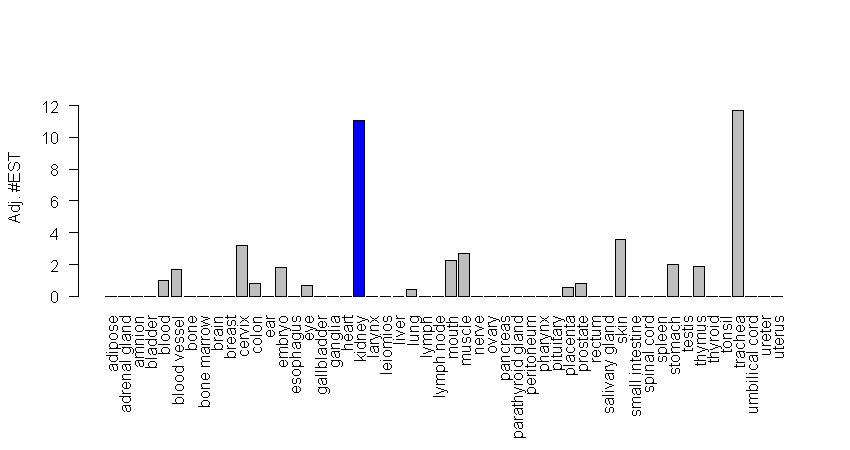 Adj. #EST
12
10
8
6
4
2
0
adipose
adrenal gland
amnion
bladder
blood
blood vessel
bone
bone marrow
brain
breast
cervix
colon
ear
embryo
esophagus
eye
gallbladder
ganglia
heart
kidney
larynx
leiomios
liver
lung
lymph
lymph node
mouth
muscle
nerve
ovary
pancreas
parathyroid gland
peritoneum
pharynx
pituitary
placenta
prostate
rectum
salivary gland
skin
small intestine
spinal cord
spleen
stomach
testis
thymus
thyroid
tonsil
trachea
umbilical cord
ureter
uterus